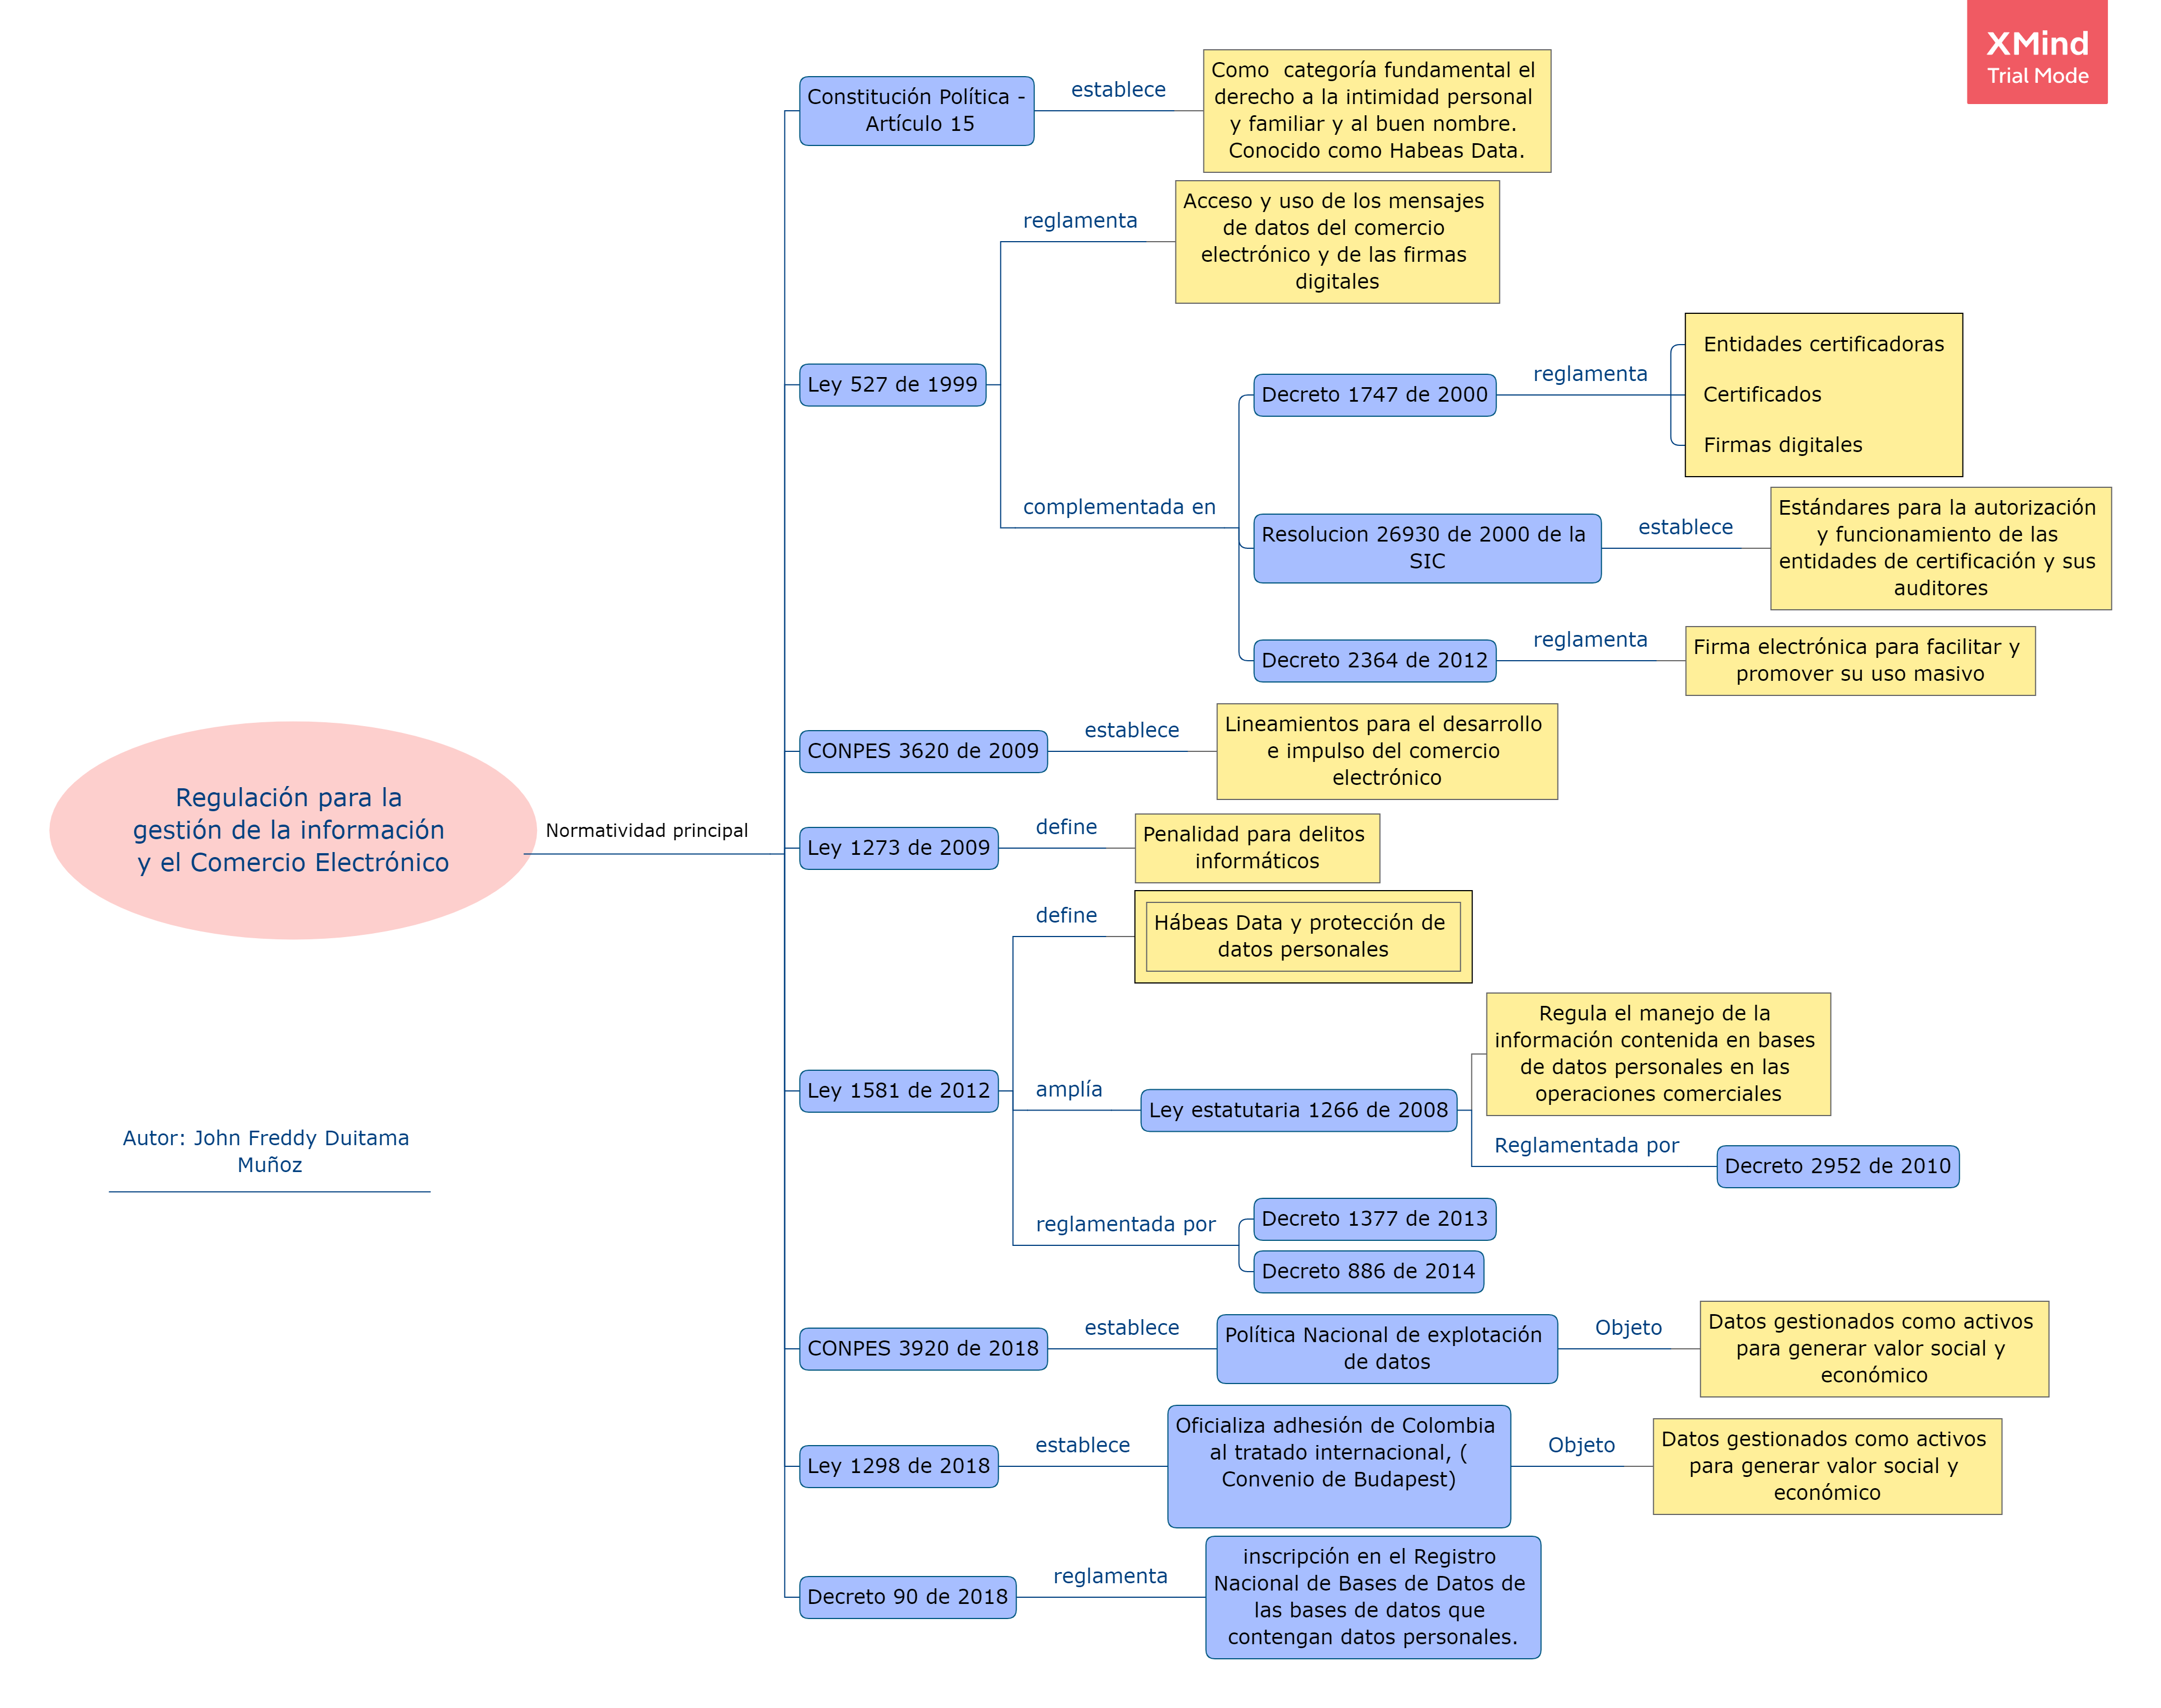 XMind
Trial Mode
Constitución Política -
Artículo 15
establece
Como  categoría fundamental el
derecho a la intimidad personal
y familiar y al buen nombre.
Conocido como Habeas Data.
Ley 527 de 1999
reglamenta
Acceso y uso de los mensajes
de datos del comercio
electrónico y de las firmas
digitales
complementada en
Decreto 1747 de 2000
reglamenta
Entidades certificadoras
Certificados
Firmas digitales
Resolucion 26930 de 2000 de la
SIC
establece
Estándares para la autorización
y funcionamiento de las
entidades de certificación y sus
auditores
Decreto 2364 de 2012
reglamenta
Firma electrónica para facilitar y
promover su uso masivo
CONPES 3620 de 2009
establece
Lineamientos para el desarrollo
e impulso del comercio
electrónico
Regulación para la
gestión de la información
y el Comercio Electrónico
Normatividad principal
Ley 1273 de 2009
define
Penalidad para delitos
informáticos
Ley 1581 de 2012
define
Hábeas Data y protección de
datos personales
amplía
Ley estatutaria 1266 de 2008
Regula el manejo de la
información contenida en bases
de datos personales en las
operaciones comerciales
Reglamentada por
Decreto 2952 de 2010
reglamentada por
Decreto 1377 de 2013
Decreto 886 de 2014
Autor: John Freddy Duitama
Muñoz
CONPES 3920 de 2018
establece
Política Nacional de explotación
de datos
Objeto
Datos gestionados como activos
para generar valor social y
económico
Ley 1298 de 2018
establece
Oficializa adhesión de Colombia
al tratado internacional, (
Convenio de Budapest)
Objeto
Datos gestionados como activos
para generar valor social y
económico
Decreto 90 de 2018
reglamenta
inscripción en el Registro
Nacional de Bases de Datos de
las bases de datos que
contengan datos personales.